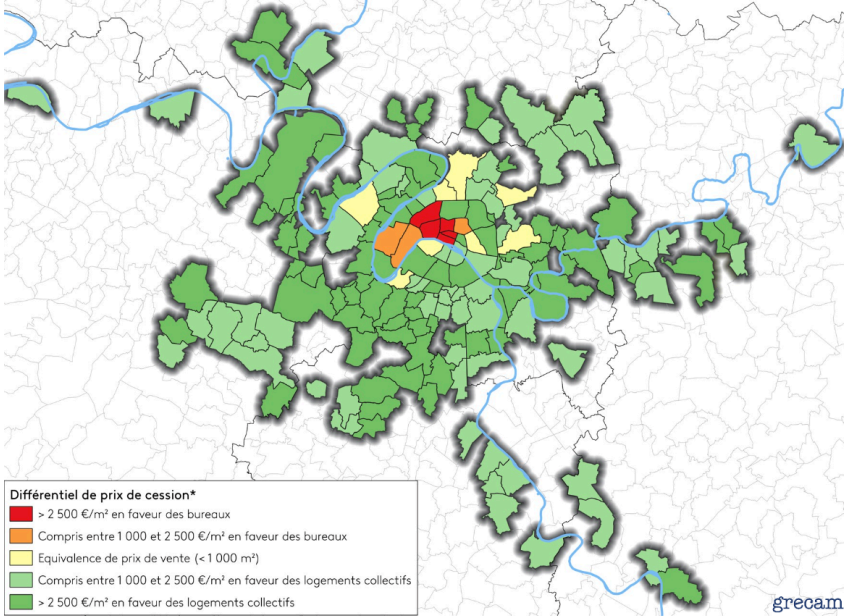 Différentiel de prix de cession*
> 2 500 €/m² en faveur des bureaux
Compris entre 1 000 et 2 500 €/m² en faveur des bureaux
Equivalence de prix de vente (< 1 000 m²)
Compris entre 1 000 et 2 500 €/m² en faveur des logements collectifs
> 2 500 €/m² en faveur des logements collectifs
grecam